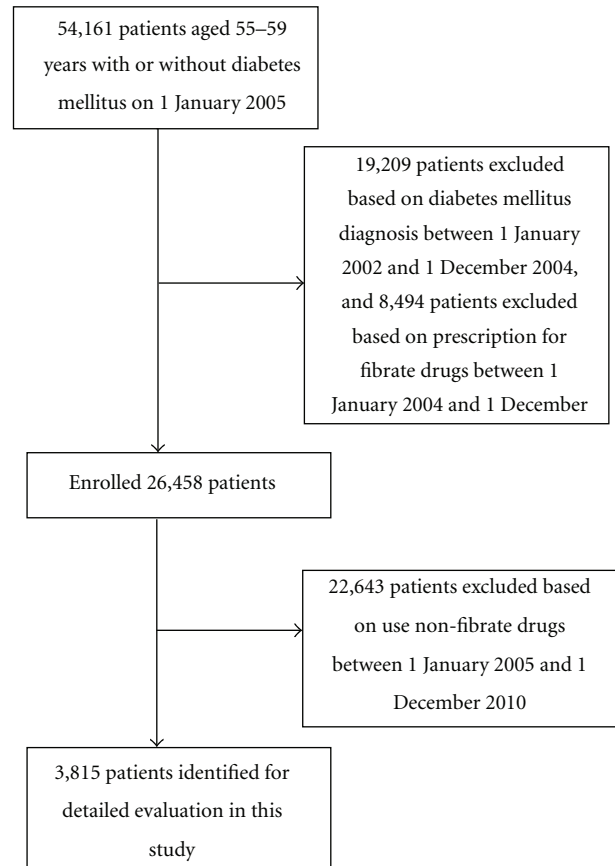 54,161 patients aged 55–59
years with or without diabetes
mellitus on 1 January 2005
19,209 patients excluded
based on diabetes mellitus
diagnosis between 1 January
2002 and 1 December 2004,
and 8,494 patients excluded
based on prescription for
fibrate drugs between 1
January 2004 and 1 December
Enrolled 26,458 patients
22,643 patients excluded based
on use non-fibrate drugs
between 1 January 2005 and 1
December 2010
3,815 patients identified for
detailed evaluation in this
study